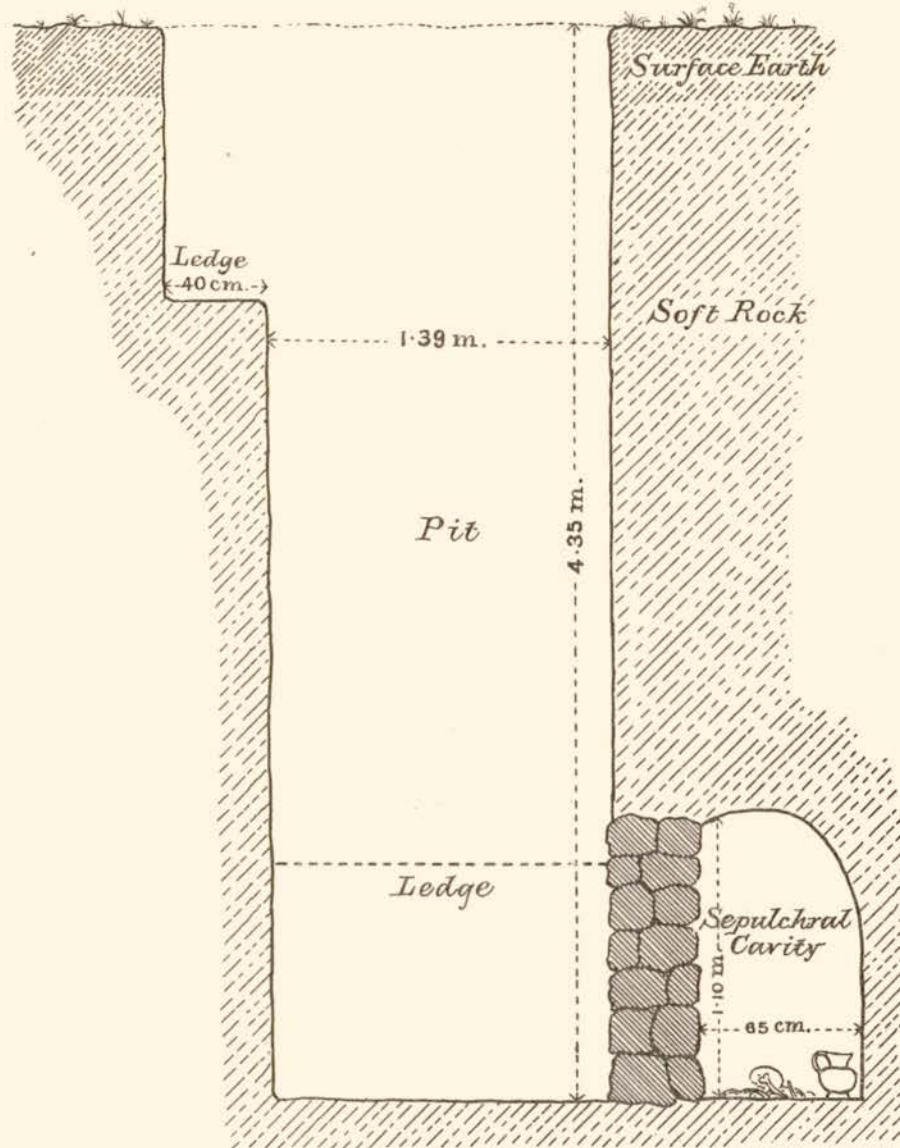 Surface Earth
Ledge
40 cm.
Soft Rock
1·39 m.
Pit
4·35 m.
Ledge
Sepulchral
Cavity
1·10 m.
65 cm.